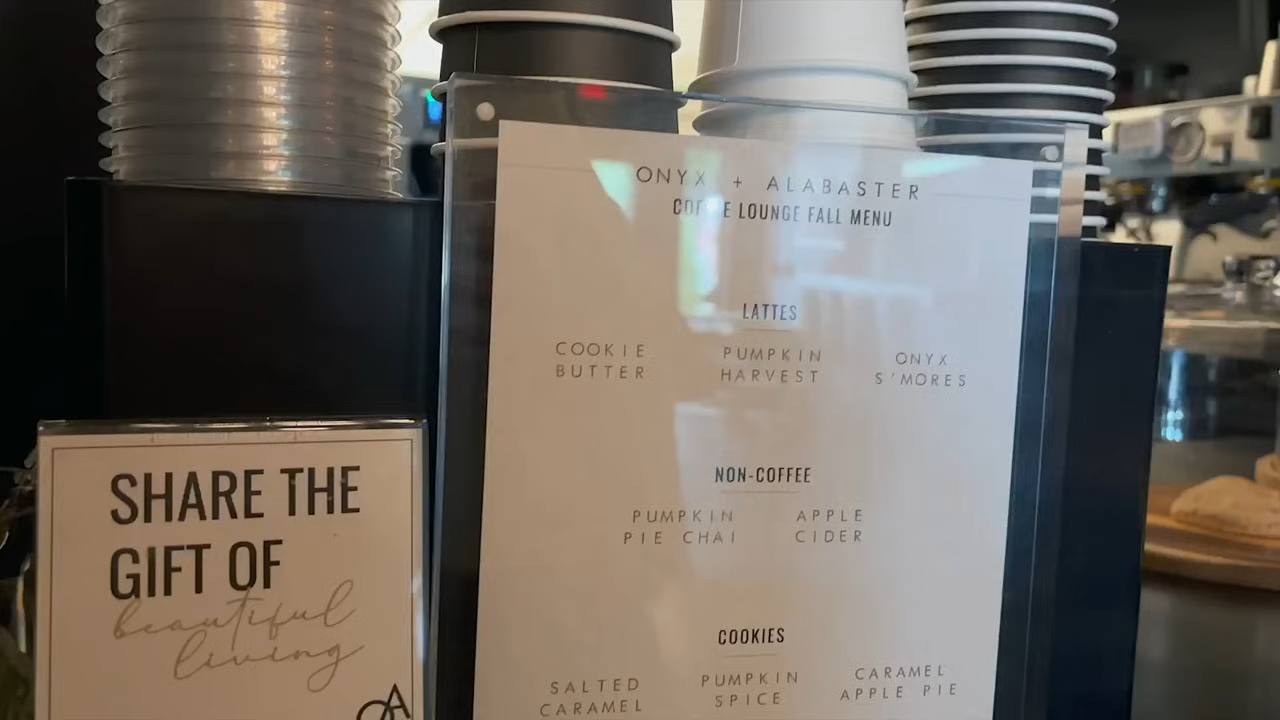 ONYX + ALABASTER
COFFEE LOUNGE FALL MENU
LATTES
COOKIE BUTTER
PUMPKIN HARVEST
ONYX S'MORES
NON-COFFEE
PUMPKIN PIE CHAI
APPLE CIDER
COOKIES
SALTED CARAMEL
PUMPKIN SPICE
CARAMEL APPLE PIE
SHARE THE
GIFT OF
beautiful
living
OA